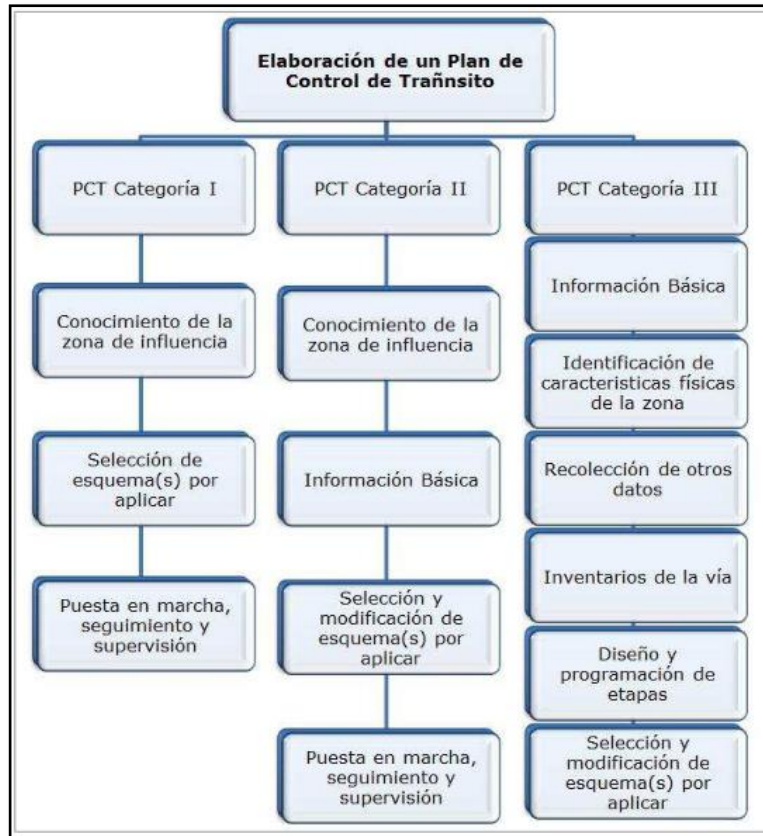 Elaboración de un Plan de
Control de Trañnsito
PCT Categoría I
Conocimiento de la
zona de influencia
Selección de
esquema(s) por
aplicar
Puesta en marcha,
seguimiento y
supervisión
PCT Categoría II
Conocimiento de la
zona de influencia
Información Básica
Selección y
modificación de
esquema(s) por
aplicar
Puesta en marcha,
seguimiento y
supervisión
PCT Categoría III
Información Básica
Identificación de
caracteristicas físicas
de la zona
Recolección de otros
datos
Inventarios de la vía
Diseño y
programación de
etapas
Selección y
modificación de
esquema(s) por
aplicar